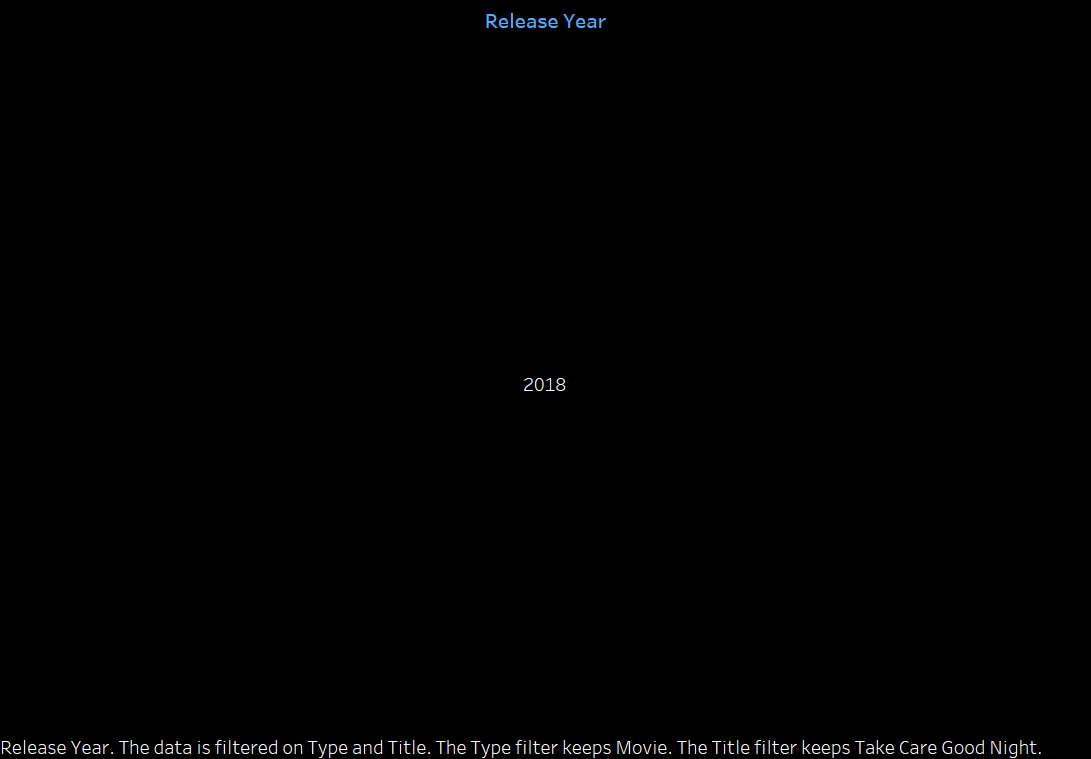 Release Year
2018
Release Year. The data is filtered on Type and Title. The Type filter keeps Movie. The Title filter keeps Take Care Good Night.